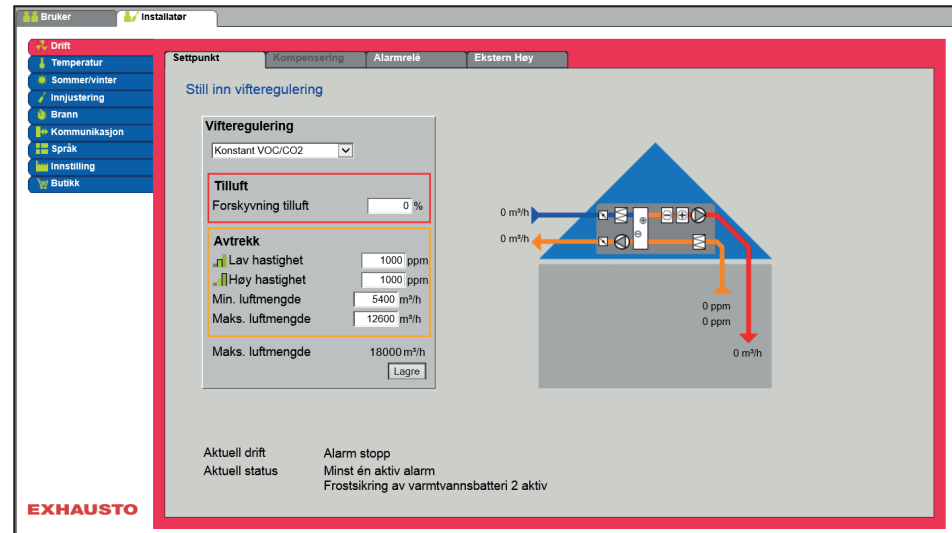 Bruker
Installatør
Drift
Temperatur
Sommer/vinter
Innjustering
Brann
Kommunikasjon
Språk
Innstilling
Butikk
EXHAUSTO
Settpunkt
Kompensering
Alarmrelé
Ekstern Høy
Still inn vifteregulering
Vifteregulering
Konstant VOC/CO2
Tilluft
Forskyvning tilluft 0 %
Avtrekk
Lav hastighet 1000 ppm
Høy hastighet 1000 ppm
Min. luftmengde 5400 m³/h
Maks. luftmengde 12600 m³/h
Maks. luftmengde 18000 m³/h
Lagre
0 m³/h
0 m³/h
0 ppm
0 ppm
0 m³/h
Aktuell drift Alarm stopp
Aktuell status Minst én aktiv alarm
Frostsikring av varmtvannsbatteri 2 aktiv